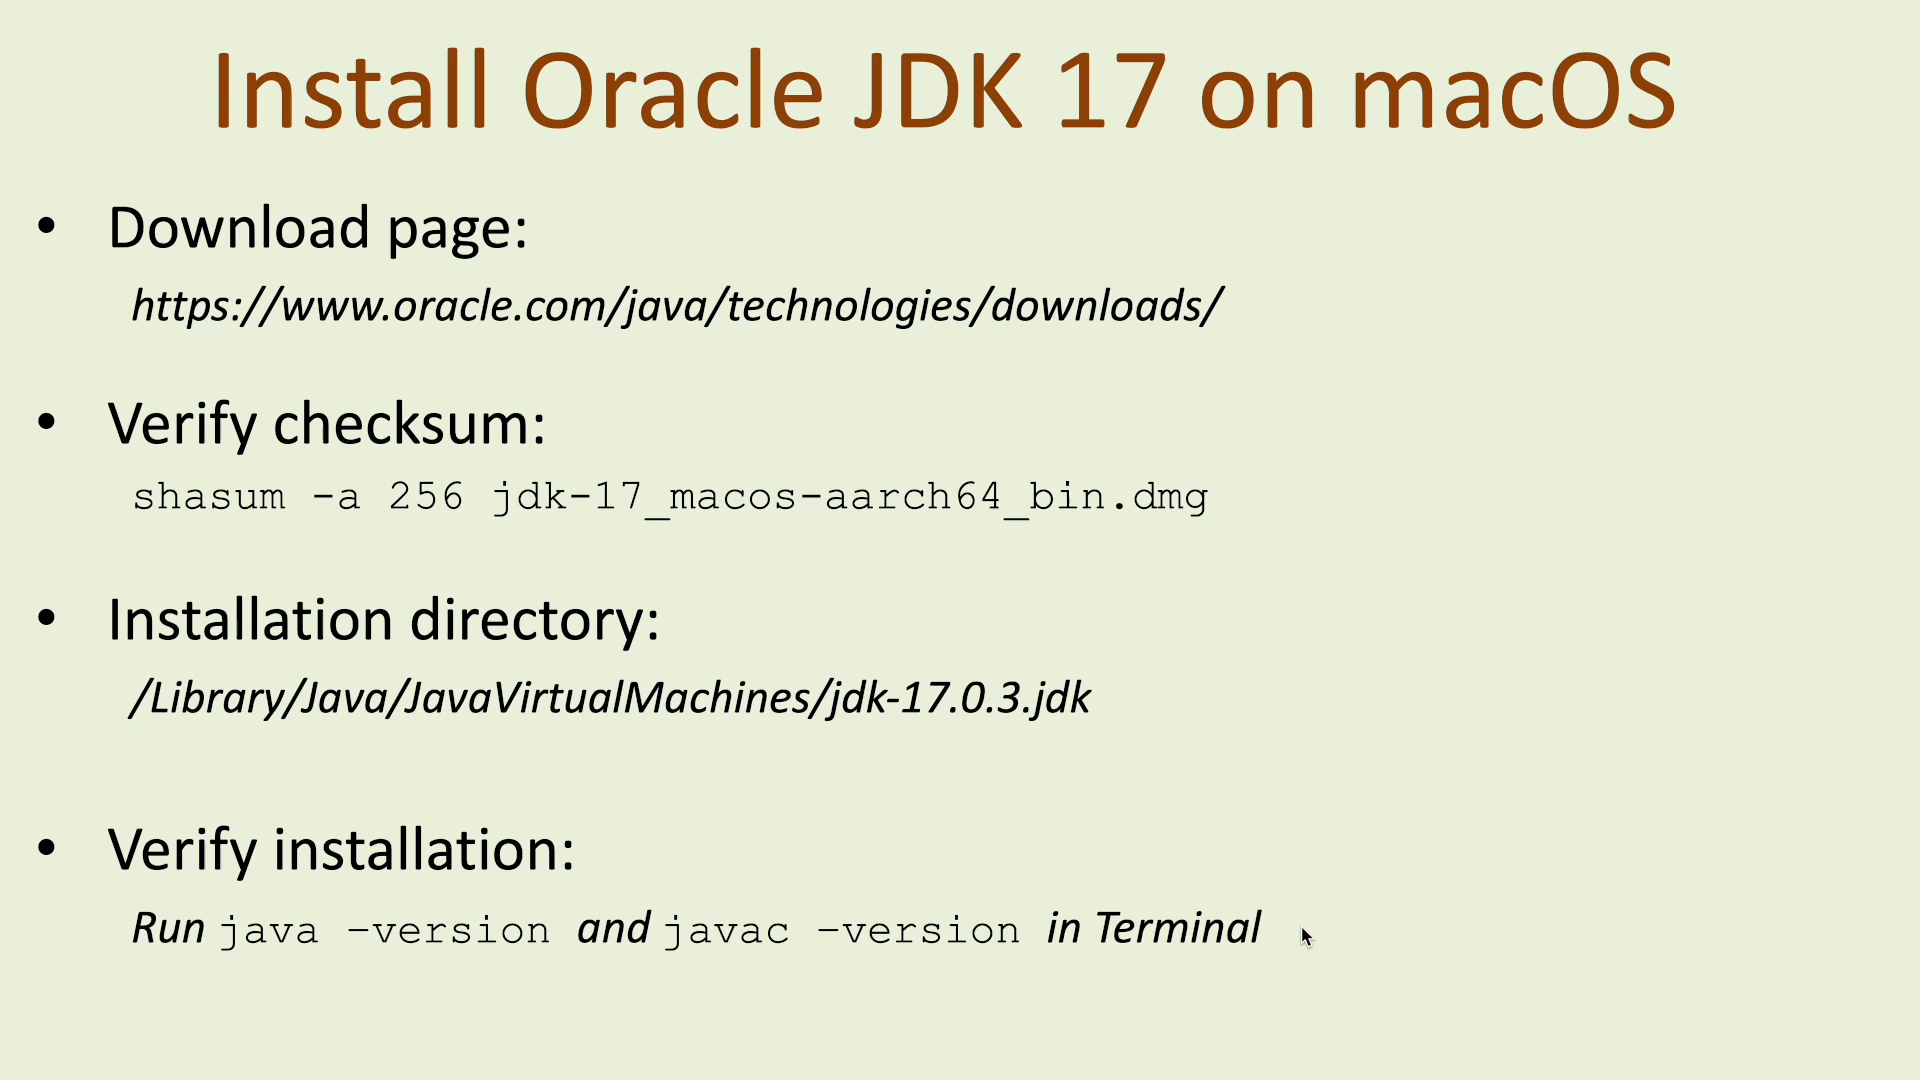 Install Oracle JDK 17 on macOS
• Download page:
https://www.oracle.com/java/technologies/downloads/
• Verify checksum:
shasum -a 256 jdk-17_macos-aarch64_bin.dmg
• Installation directory:
/Library/Java/JavaVirtualMachines/jdk-17.0.3.jdk
• Verify installation:
Run java –version and javac –version in Terminal